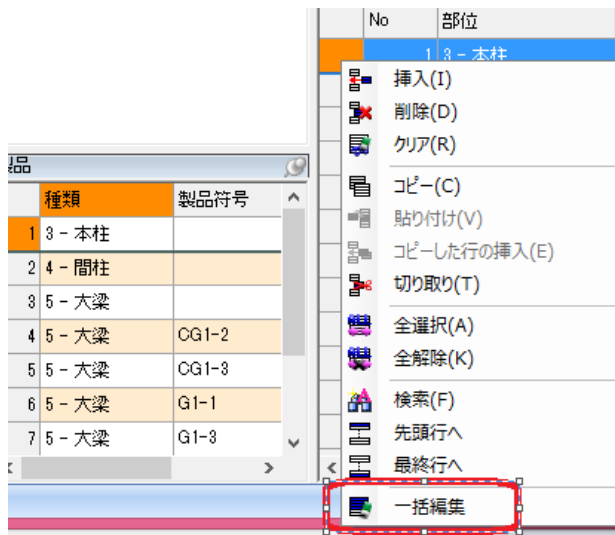 No 部位
1 3 - 本柱
挿入(I)
削除(D)
クリア(R)
コピー(C)
貼り付け(V)
コピーした行の挿入(E)
切り取り(T)
全選択(A)
全解除(K)
検索(F)
先頭行へ
最終行へ
一括編集
製品
種類 製品符号
1 3 - 本柱
2 4 - 間柱
3 5 - 大梁
4 5 - 大梁 CG1-2
5 5 - 大梁 CG1-3
6 5 - 大梁 G1-1
7 5 - 大梁 G1-3